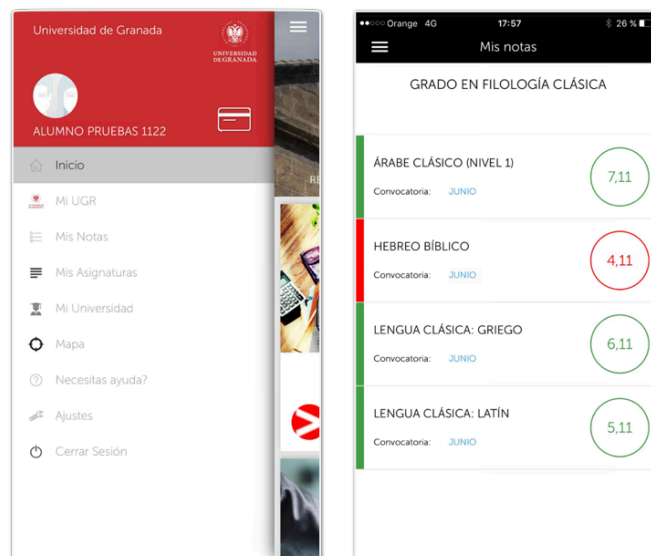 Universidad de Granada
UNIVERSIDAD
DE GRANADA
ALUMNO PRUEBAS 1122
Inicio
Mi UGR
Mis Notas
Mis Asignaturas
Mi Universidad
Mapa
Necesitas ayuda?
Ajustes
Cerrar Sesión
Orange 4G 17:57 26 %
Mis notas
GRADO EN FILOLOGÍA CLÁSICA
ÁRABE CLÁSICO (NIVEL 1)
Convocatoria: JUNIO
7,11
HEBREO BÍBLICO
Convocatoria: JUNIO
4,11
LENGUA CLÁSICA: GRIEGO
Convocatoria: JUNIO
6,11
LENGUA CLÁSICA: LATÍN
Convocatoria: JUNIO
5,11